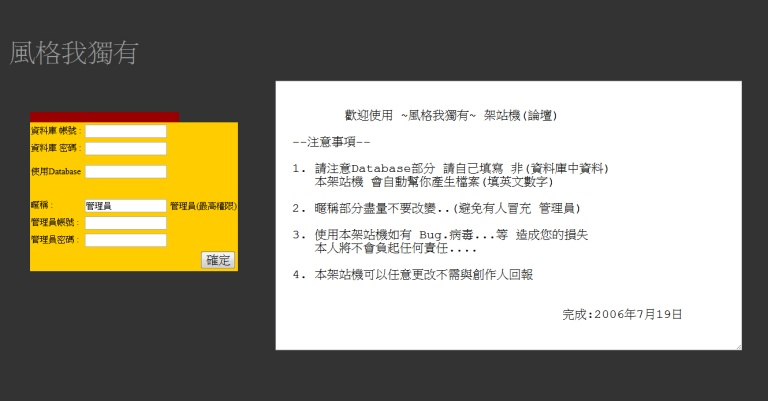 風格我獨有
資料庫 帳號 :
資料庫 密碼 :
使用Database
暱稱 : 管理員 管理員(最高權限)
管理員帳號 :
管理員密碼 :
確定
歡迎使用 ~風格我獨有~ 架站機(論壇)
--注意事項--
1. 請注意Database部分 請自己填寫 非(資料庫中資料)
本架站機 會自動幫你產生檔案(填英文數字)
2. 暱稱部分盡量不要改變..(避免有人冒充 管理員)
3. 使用本架站機如有 Bug.病毒...等 造成您的損失
本人將不會負起任何責任....
4. 本架站機可以任意更改不需與創作人回報
完成:2006年7月19日